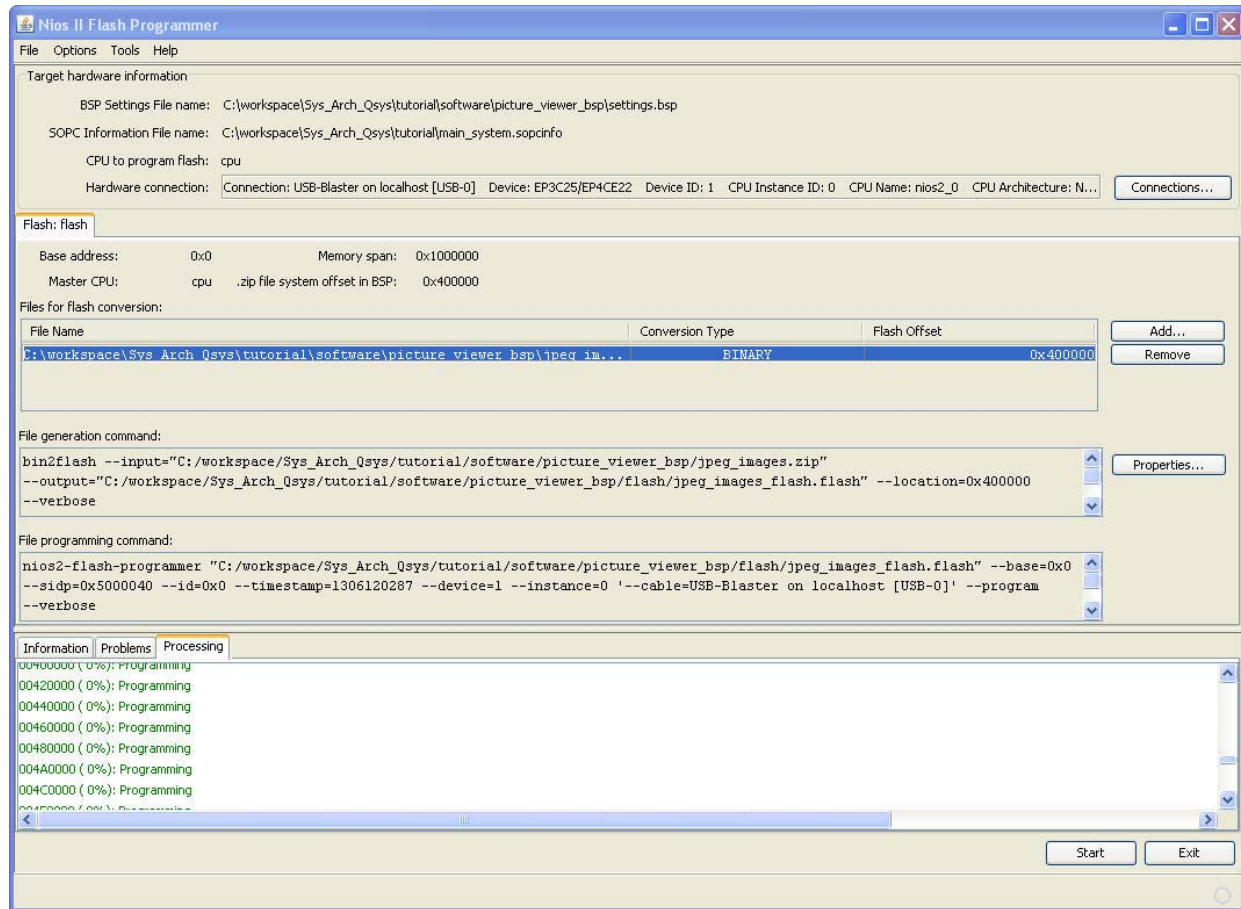 Nios II Flash Programmer
File Options Tools Help
Target hardware information
BSP Settings File name: C:\workspace\Sys_Arch_Qsys\tutorial\software\picture_viewer_bsp\settings.bsp
SOPC Information File name: C:\workspace\Sys_Arch_Qsys\tutorial\main_system.sopcinfo
CPU to program flash: cpu
Hardware connection: Connection: USB-Blaster on localhost [USB-0] Device: EP3C25/EP4CE22 Device ID: 1 CPU Instance ID: 0 CPU Name: nios2_0 CPU Architecture: N... Connections...
Flash: flash
Base address: 0x0 Memory span: 0x1000000
Master CPU: cpu .zip file system offset in BSP: 0x400000
Files for flash conversion:
File Name Conversion Type Flash Offset Add...
C:\workspace\Sys_Arch_Qsys\tutorial\software\picture_viewer_bsp\jpeg_im... BINARY 0x400000 Remove
File generation command:
bin2flash --input="C:/workspace/Sys_Arch_Qsys/tutorial/software/picture_viewer_bsp/jpeg_images.zip"
--output="C:/workspace/Sys_Arch_Qsys/tutorial/software/picture_viewer_bsp/flash/jpeg_images_flash.flash" --location=0x400000
--verbose
Properties...
File programming command:
nios2-flash-programmer "C:/workspace/Sys_Arch_Qsys/tutorial/software/picture_viewer_bsp/flash/jpeg_images_flash.flash" --base=0x0
--sidp=0x5000040 --id=0x0 --timestamp=1306120287 --device=1 --instance=0 '--cable=USB-Blaster on localhost [USB-0]' --program
--verbose
Information Problems Processing
00400000 ( 0%): Programming
00420000 ( 0%): Programming
00440000 ( 0%): Programming
00460000 ( 0%): Programming
00480000 ( 0%): Programming
004A0000 ( 0%): Programming
004C0000 ( 0%): Programming
004E0000 ( 0%): Programming
Start Exit